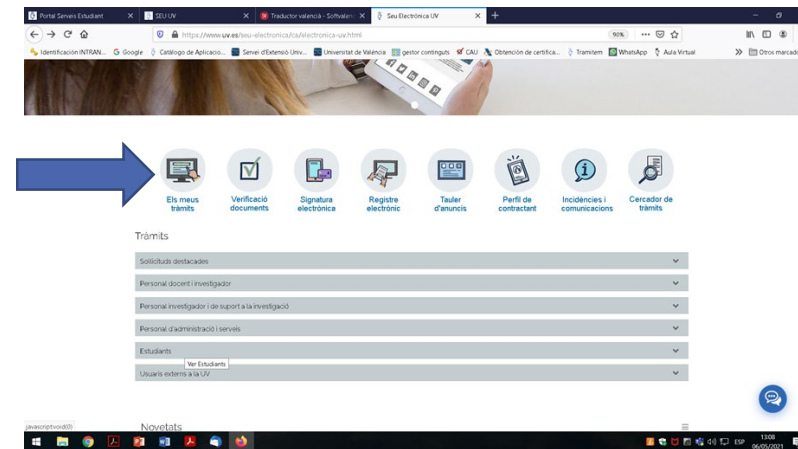 Portal Serveis Estudiant
SEU UV
Traductor valencià - Softvalen
Seu Electrònica UV
https://www.uv.es/seu-electronica/ca/electronica-uv.html
90%
Identificación INTRAN...
Google
Catálogo de Aplicacio...
Servei d'Extensió Univ...
Universitat de València
gestor continguts
CAU
Obtención de certifica...
Tramitem
WhatsApp
Aula Virtual
Otros marcado
Els meus
tràmits
Verificació
documents
Signatura
electrònica
Registre
electrònic
Tauler
d'anuncis
Perfil de
contractant
Incidències i
comunicacions
Cercador de
tràmits
Tràmits
Sol·licituds destacades
Personal docent i investigador
Personal investigador i de suport a la investigació
Personal d'administració i serveis
Estudiants
Ver Estudiants
Usuaris externs a la UV
Novetats
javascript:void(0)
ESP
13:08
06/05/2021